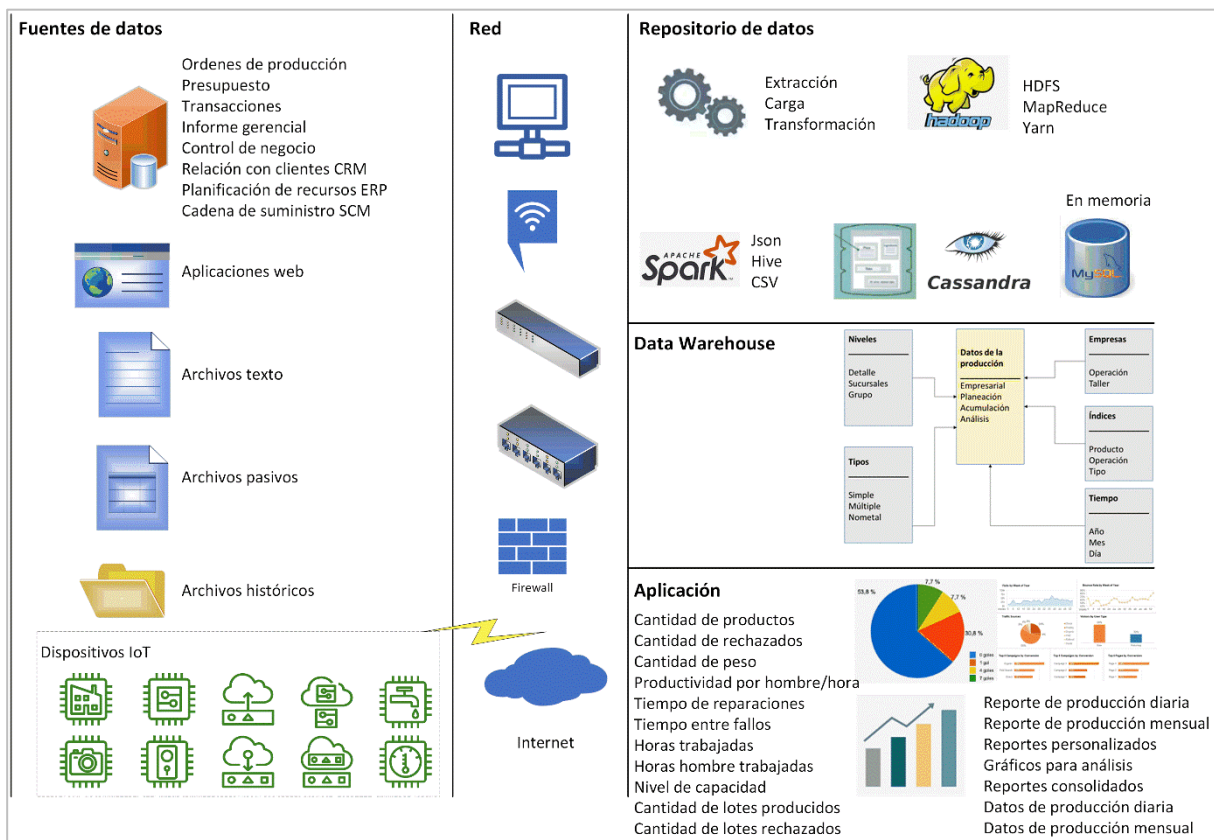 Fuentes de datos
Ordenes de producción
Presupuesto
Transacciones
Informe gerencial
Control de negocio
Relación con clientes CRM
Planificación de recursos ERP
Cadena de suministro SCM
Aplicaciones web
Archivos texto
Archivos pasivos
Archivos históricos
Dispositivos IoT
Red
Firewall
Internet
Repositorio de datos
Extracción
Carga
Transformación
hadoop
HDFS
MapReduce
Yarn
APACHE
Spark
Json
Hive
CSV
Cassandra
En memoria
MySQL
Data Warehouse
Niveles
Detalle
Sucursales
Grupo
Tipos
Simple
Múltiple
Nometal
Datos de la
producción
Empresarial
Planeación
Acumulación
Análisis
Empresas
Operación
Taller
Índices
Producto
Operación
Tipo
Tiempo
Año
Mes
Día
Aplicación
Cantidad de productos
Cantidad de rechazados
Cantidad de peso
Productividad por hombre/hora
Tiempo de reparaciones
Tiempo entre fallos
Horas trabajadas
Horas hombre trabajadas
Nivel de capacidad
Cantidad de lotes producidos
Cantidad de lotes rechazados
7,7 %
7,7 %
53,8 %
30,8 %
0 goles
1 gol
Reporte de producción diaria
Reporte de producción mensual
Reportes personalizados
Gráficos para análisis
Reportes consolidados
Datos de producción diaria
Datos de producción mensual